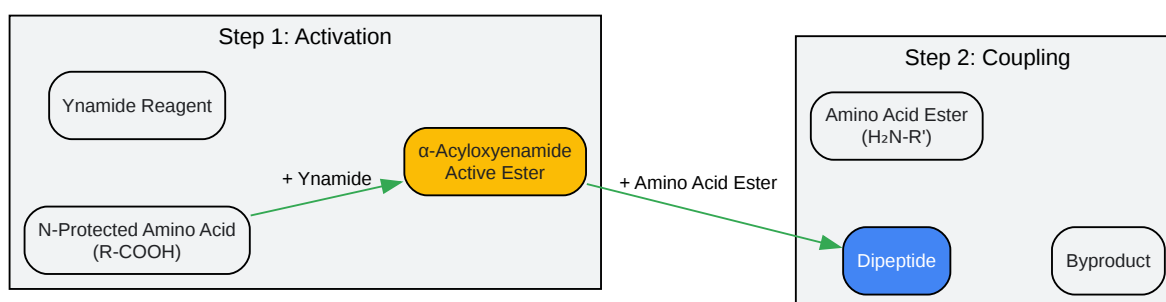 Step 1: Activation
Ynamide Reagent
N-Protected Amino Acid
(R-COOH)
+ Ynamide
α-Acyloxyenamide
Active Ester
+ Amino Acid Ester
Step 2: Coupling
Amino Acid Ester
(H₂N-R')
Dipeptide
Byproduct